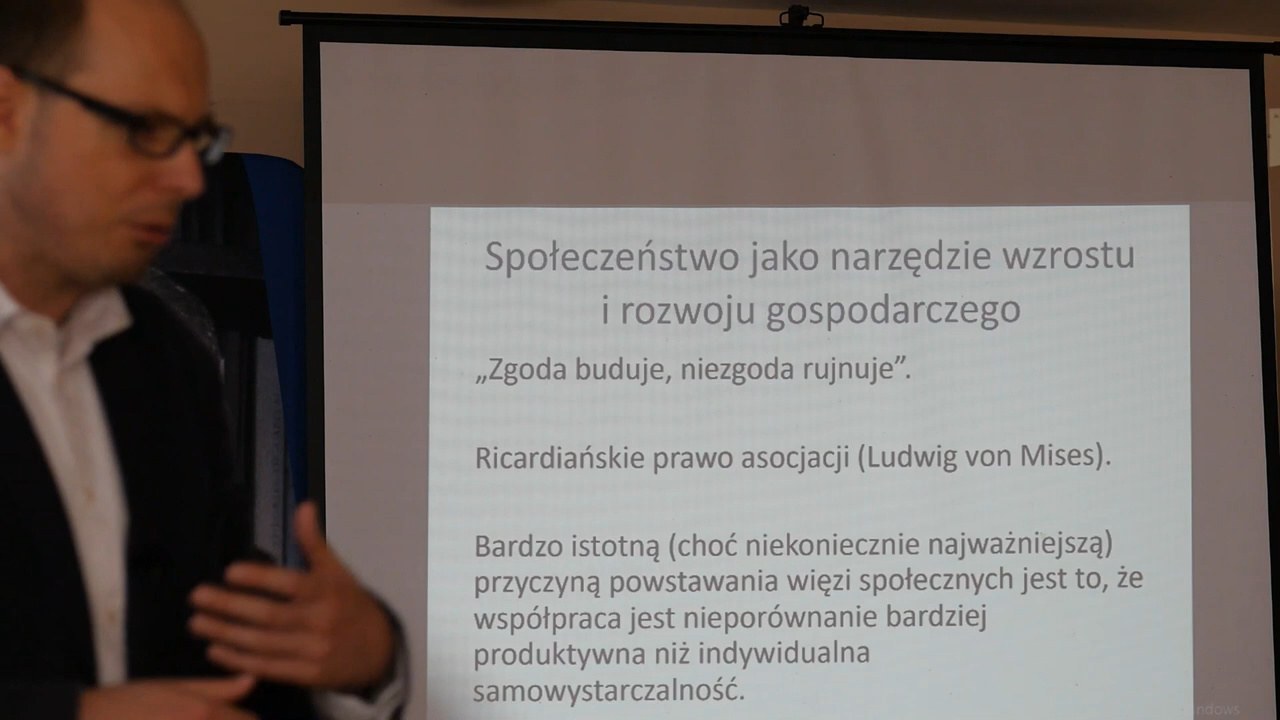 Społeczeństwo jako narzędzie wzrostu
i rozwoju gospodarczego
„Zgoda buduje, niezgoda rujnuje”.
Ricardiańskie prawo asocjacji (Ludwig von Mises).
Bardzo istotną (choć niekoniecznie najważniejszą)
przyczyną powstawania więzi społecznych jest to, że
współpraca jest nieporównanie bardziej
produktywna niż indywidualna
samowystarczalność.